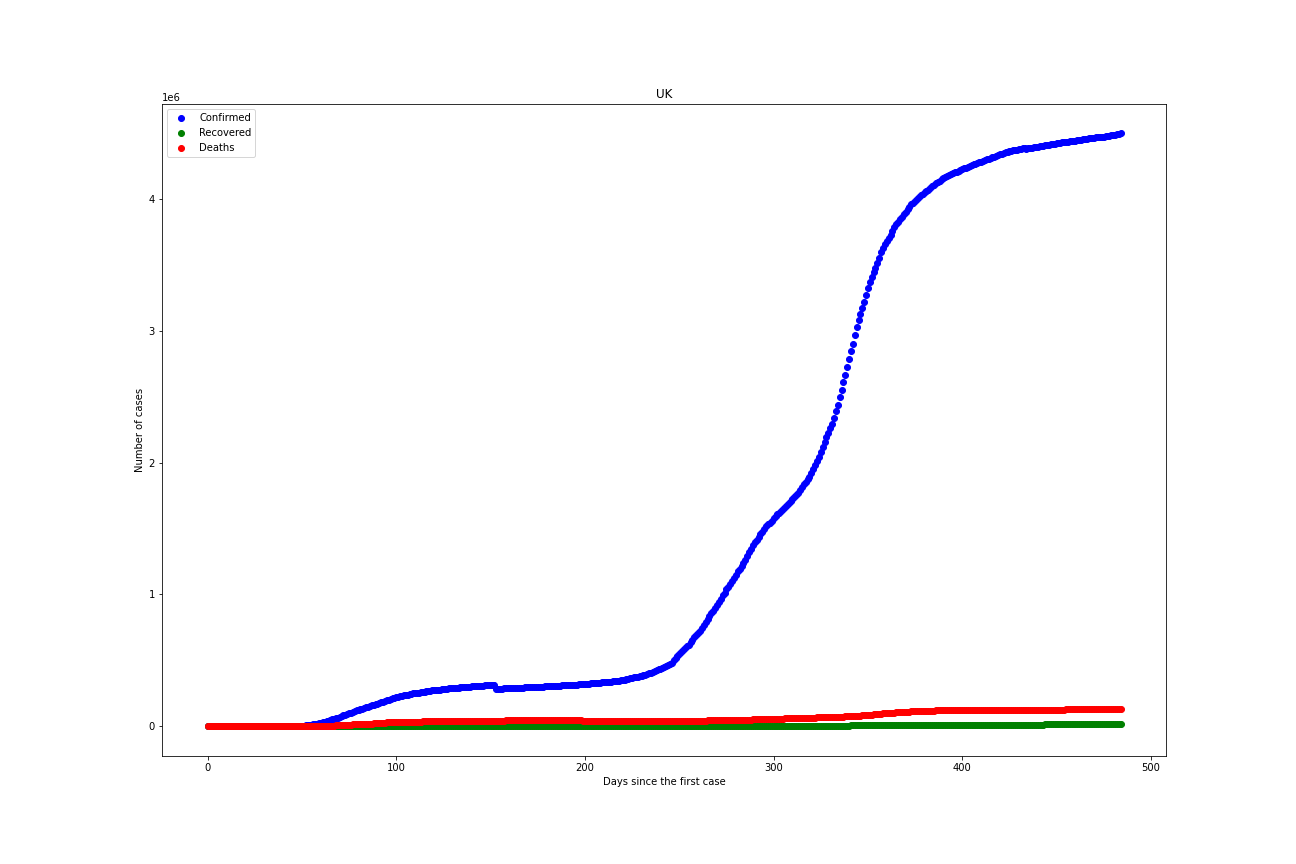 UK
1e6
Confirmed
Recovered
Deaths
4
3
2
1
0
Number of cases
0 100 200 300 400 500
Days since the first case